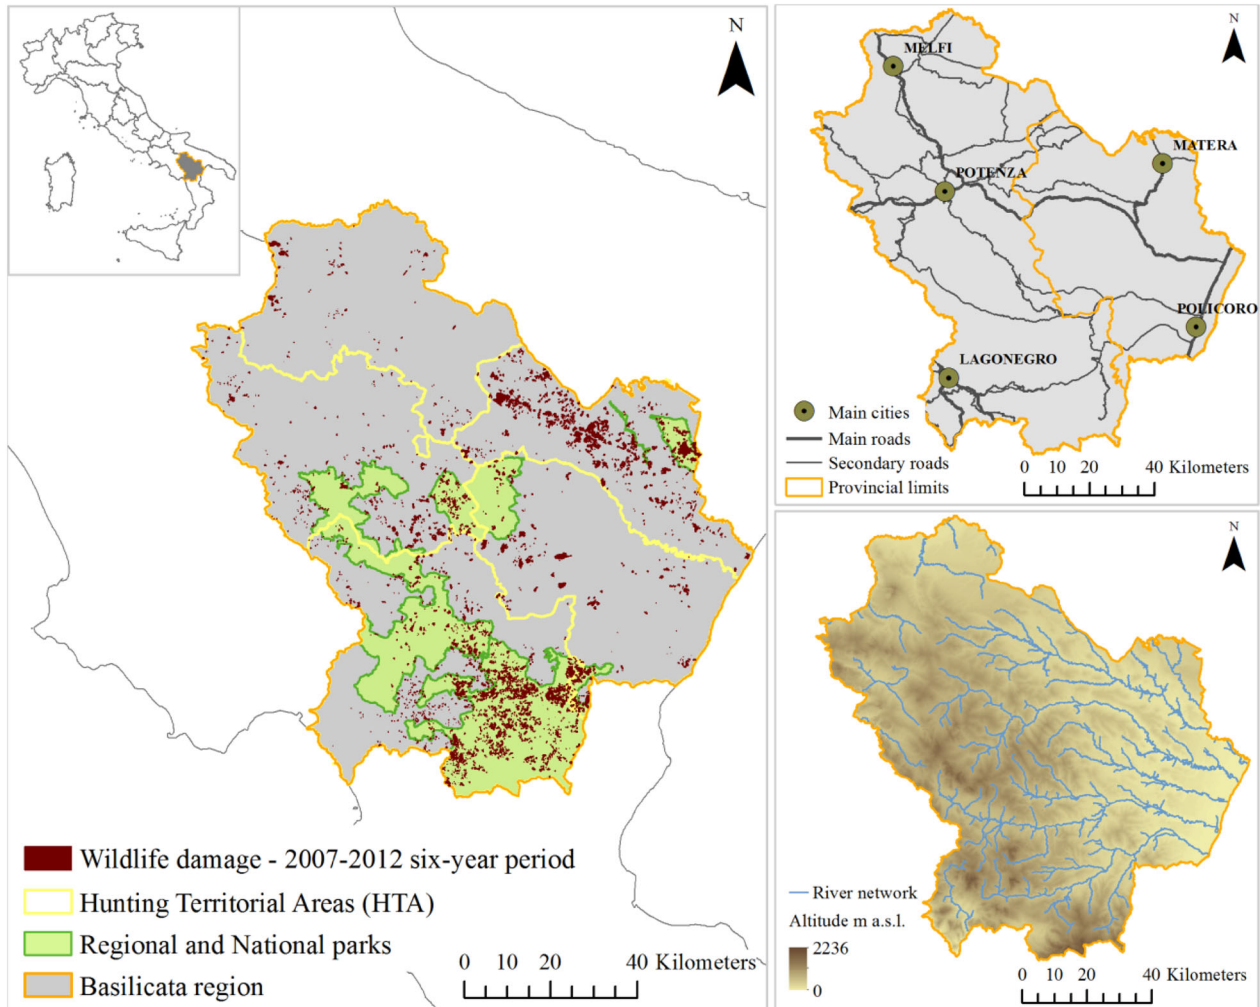 N
Wildlife damage - 2007-2012 six-year period
Hunting Territorial Areas (HTA)
Regional and National parks
Basilicata region
0 10 20 40 Kilometers
N
MELFI
MATERA
POTENZA
POLICORO
LAGONEGRO
Main cities
Main roads
Secondary roads
Provincial limits
0 10 20 40 Kilometers
N
River network
Altitude m a.s.l.
2236
0
0 10 20 40 Kilometers